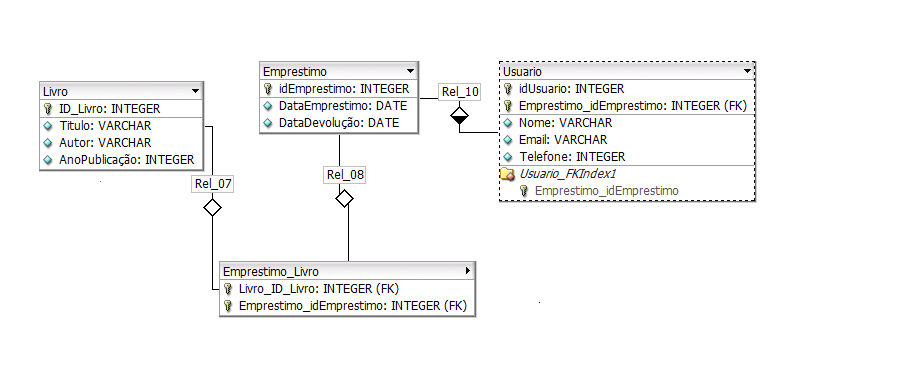 Livro
ID_Livro: INTEGER
Titulo: VARCHAR
Autor: VARCHAR
AnoPublicação: INTEGER
Rel_07
Emprestimo
idEmprestimo: INTEGER
DataEmprestimo: DATE
DataDevolução: DATE
Rel_08
Rel_10
Usuario
idUsuario: INTEGER
Emprestimo_idEmprestimo: INTEGER (FK)
Nome: VARCHAR
Email: VARCHAR
Telefone: INTEGER
Usuario_FKIndex1
Emprestimo_idEmprestimo
Emprestimo_Livro
Livro_ID_Livro: INTEGER (FK)
Emprestimo_idEmprestimo: INTEGER (FK)